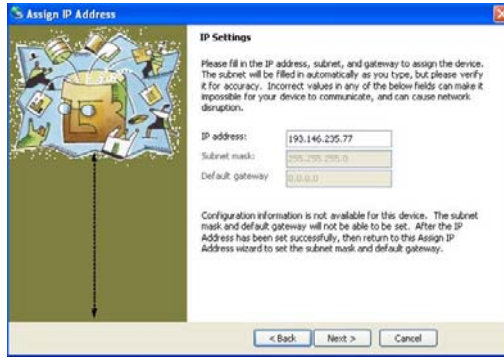 Assign IP Address
IP Settings
Please fill in the IP address, subnet, and gateway to assign the device.
The subnet will be filled in automatically as you type, but please verify
it for accuracy. Incorrect values in any of the below fields can make it
impossible for your device to communicate, and can cause network
disruption.
IP address: 193.146.235.77
Subnet mask: 255.255.255.0
Default gateway 0.0.0.0
Configuration information is not available for this device. The subnet
mask and default gateway will not be able to be set. After the IP
Address has been set successfully, then return to this Assign IP
Address wizard to set the subnet mask and default gateway.
< Back Next > Cancel